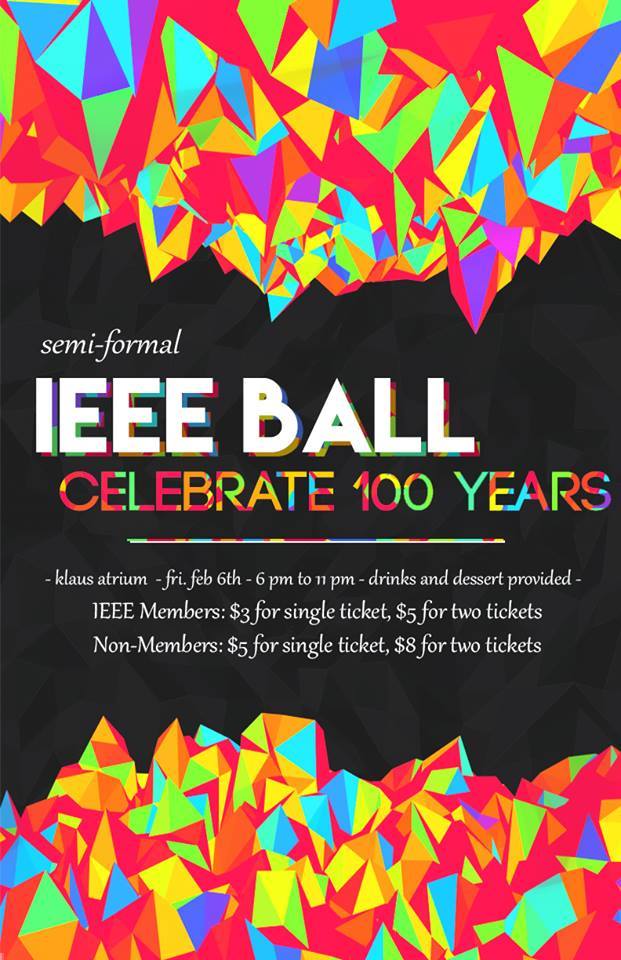 semi-formal
IEEE BALL
CELEBRATE 100 YEARS
- klaus atrium - fri. feb 6th - 6 pm to 11 pm - drinks and dessert provided -
IEEE Members: $3 for single ticket, $5 for two tickets
Non-Members: $5 for single ticket, $8 for two tickets